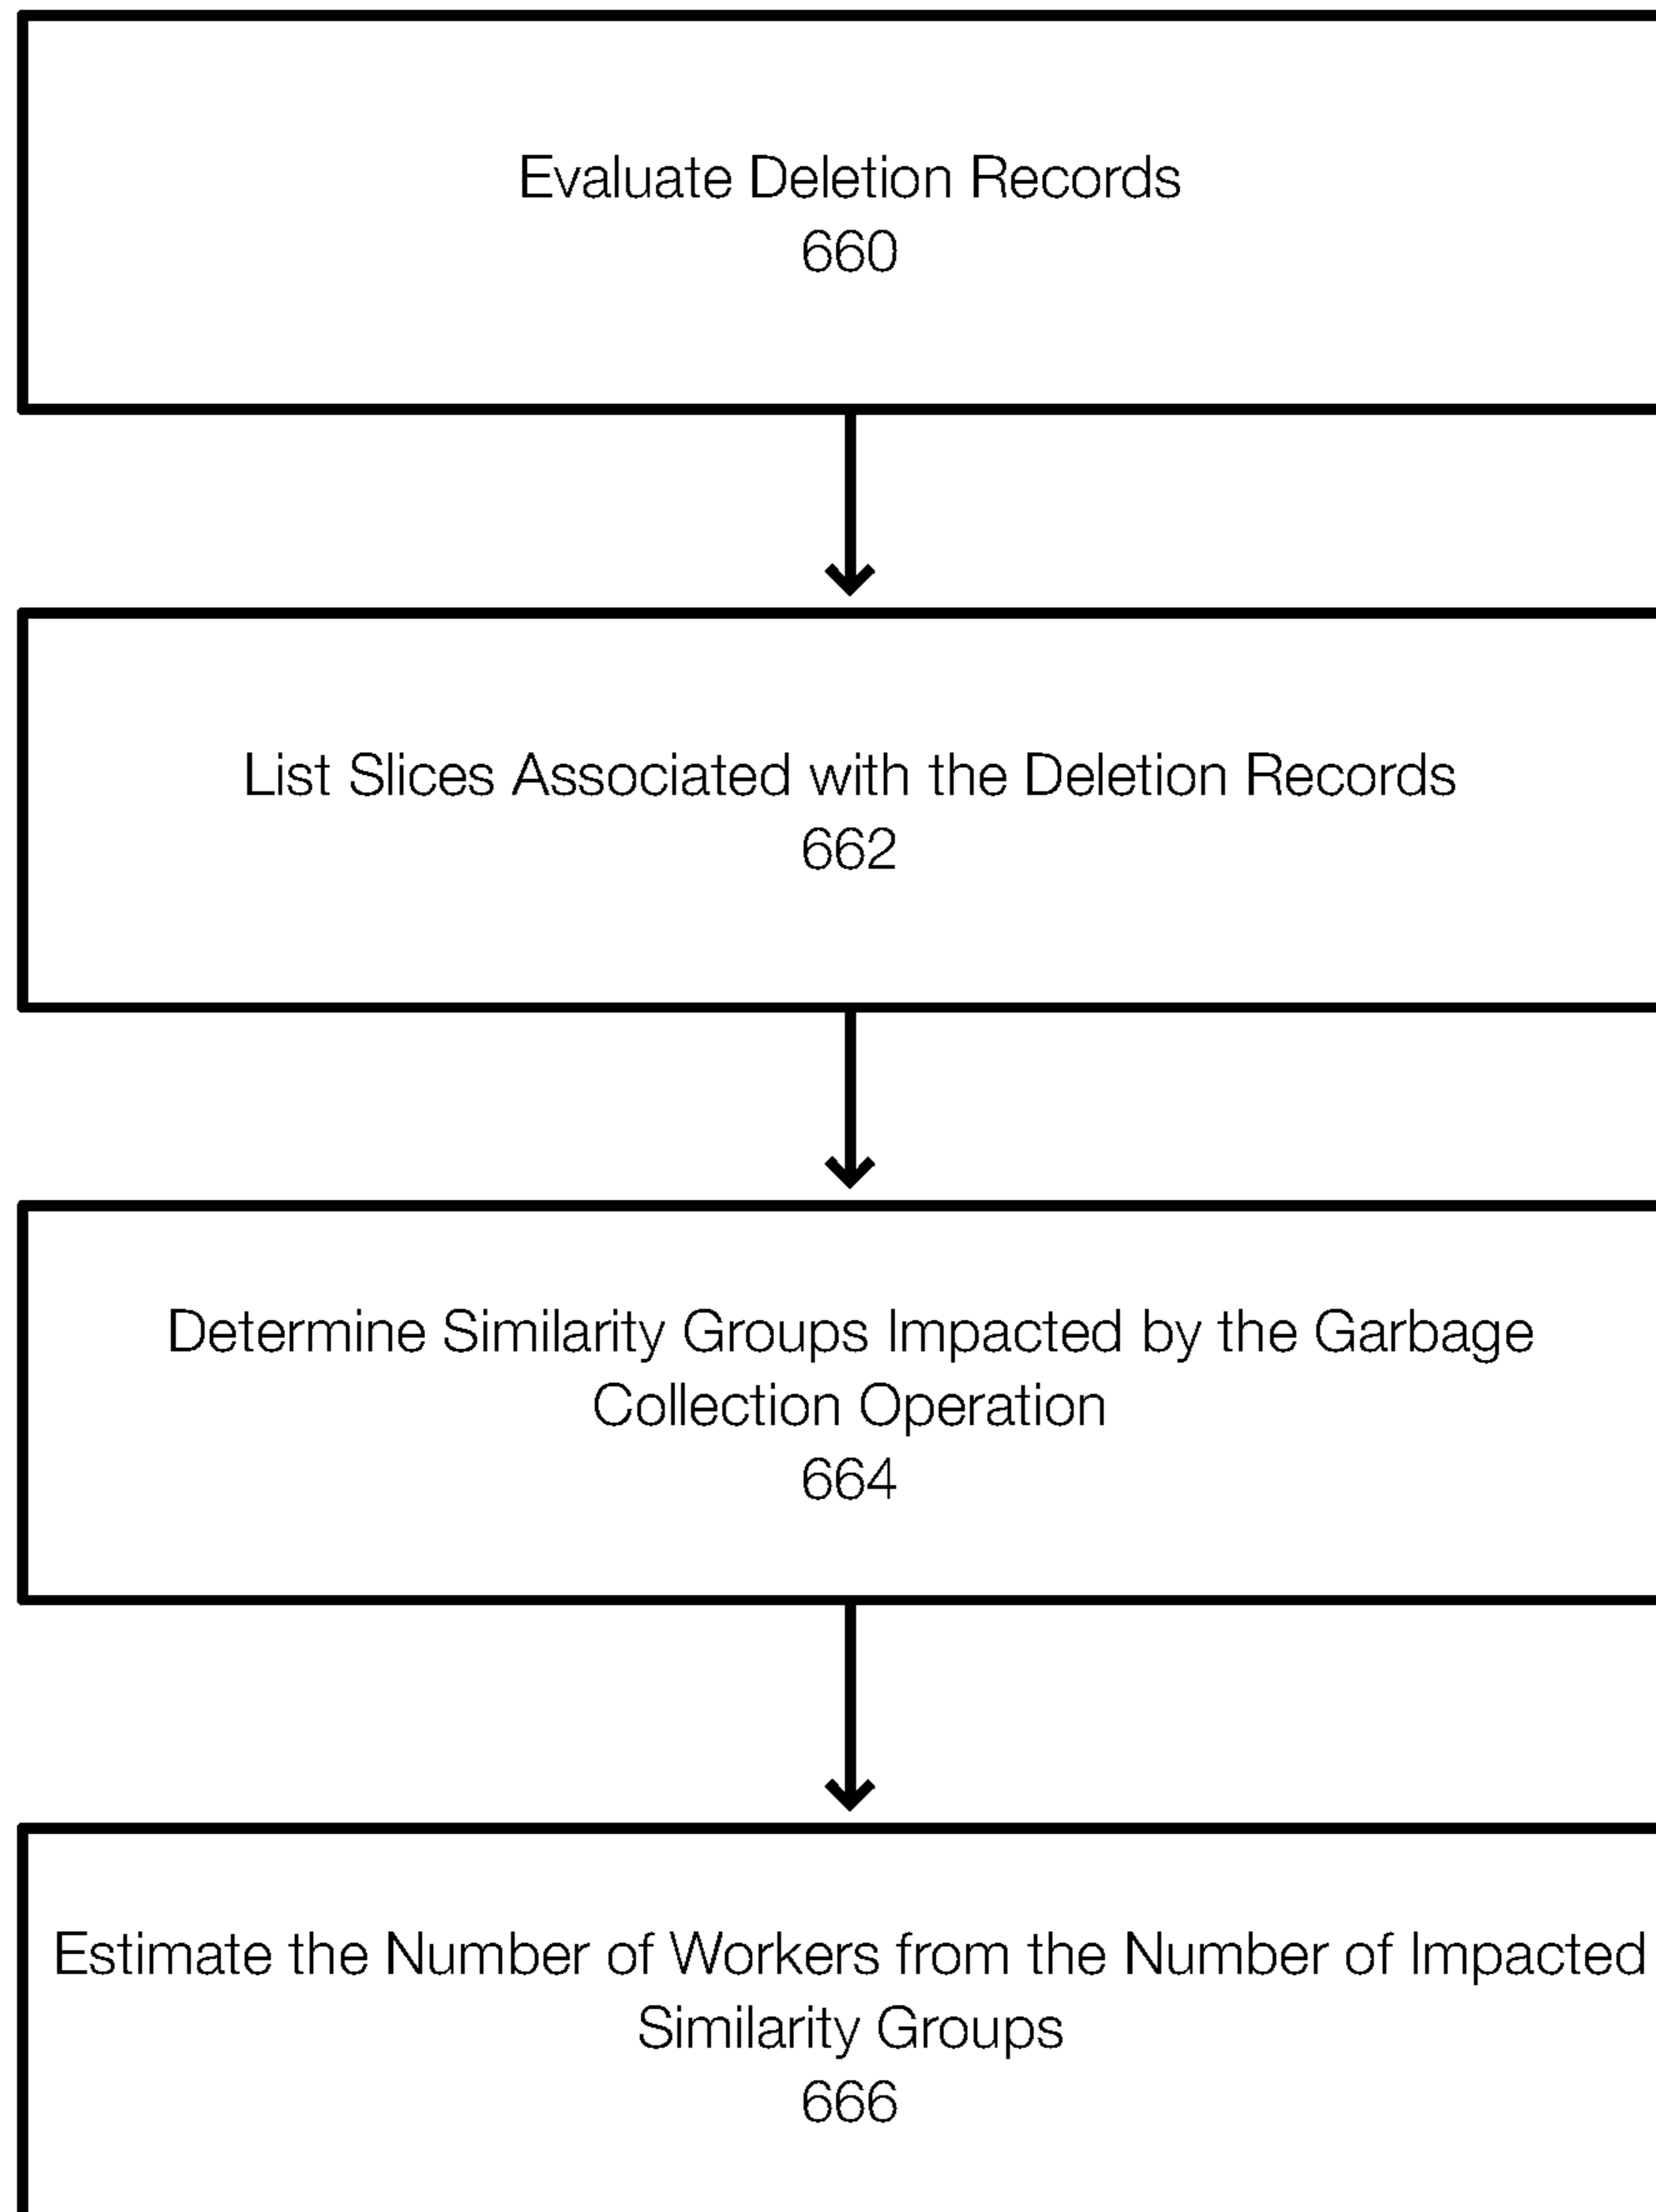 Evaluate Deletion Records
660
List Slices Associated with the Deletion Records
662
Determine Similarity Groups Impacted by the Garbage
Collection Operation
664
Estimate the Number of Workers from the Number of Impacted
Similarity Groups
666